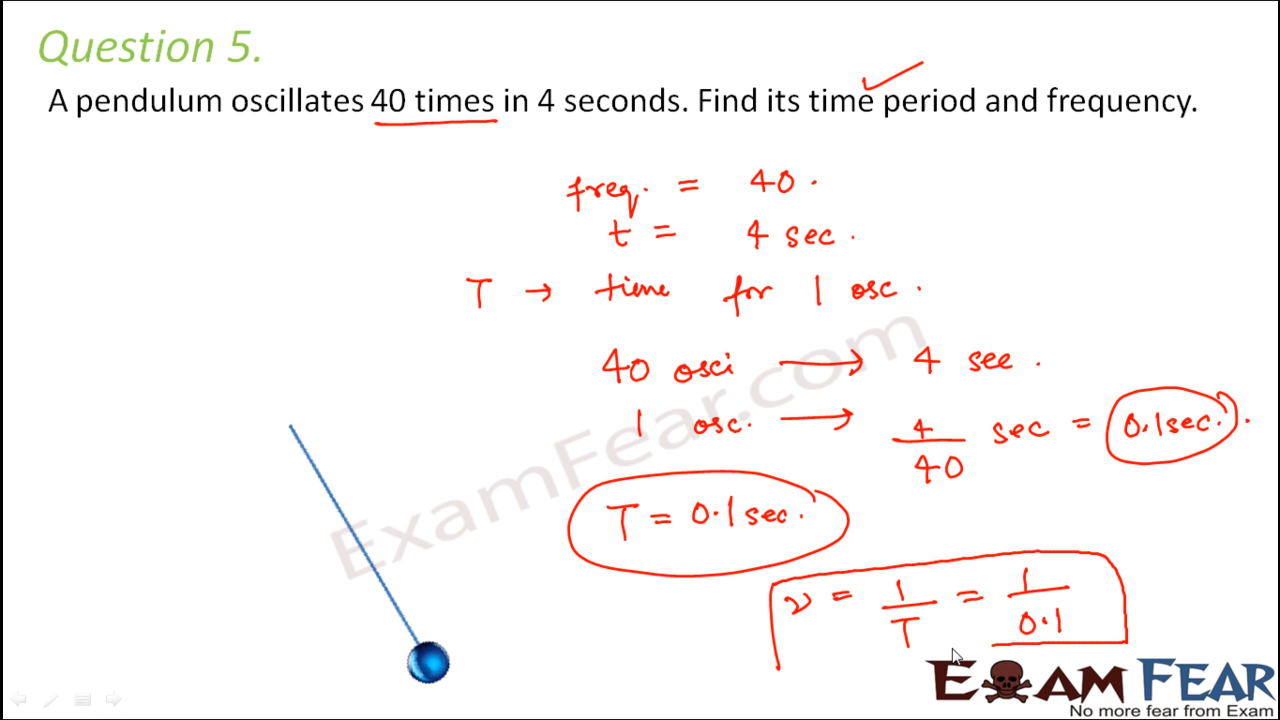 Question 5.
A pendulum oscillates 40 times in 4 seconds. Find its time period and frequency.
freq. = 40.
t = 4 sec.
T → time for 1 osc.
40 osci → 4 sec.
1 osc. → 4/40 sec = 0.1sec.
T = 0.1sec.
ν = 1/T = 1/0.1
ExamFear.com
EXAM FEAR
No more fear from Exam